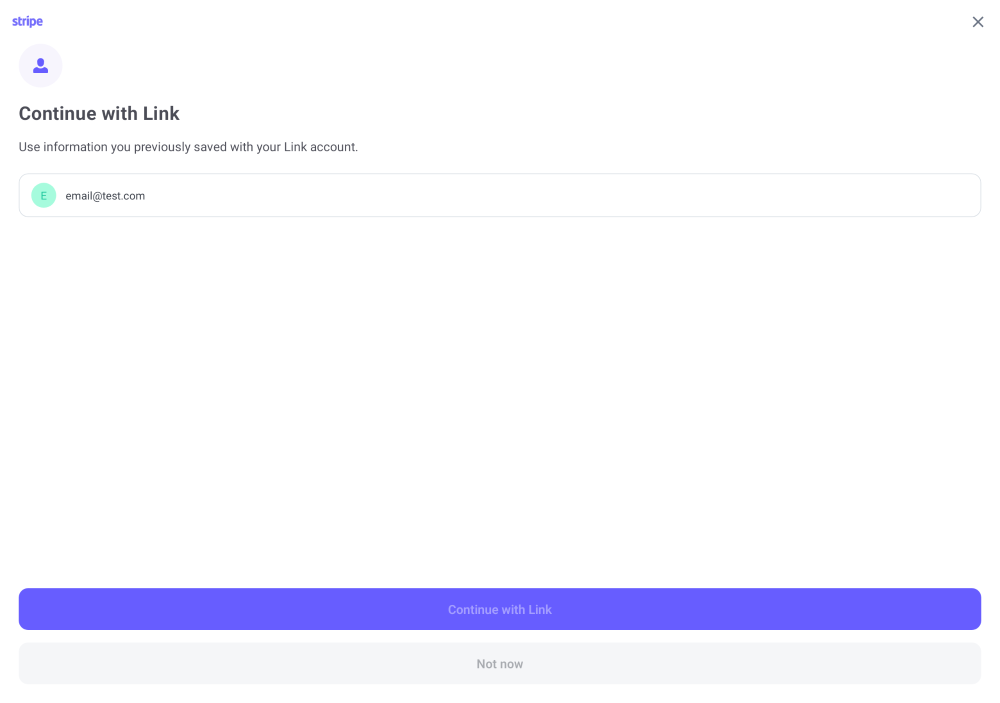 stripe
Continue with Link
Use information you previously saved with your Link account.
E
email@test.com
Continue with Link
Not now